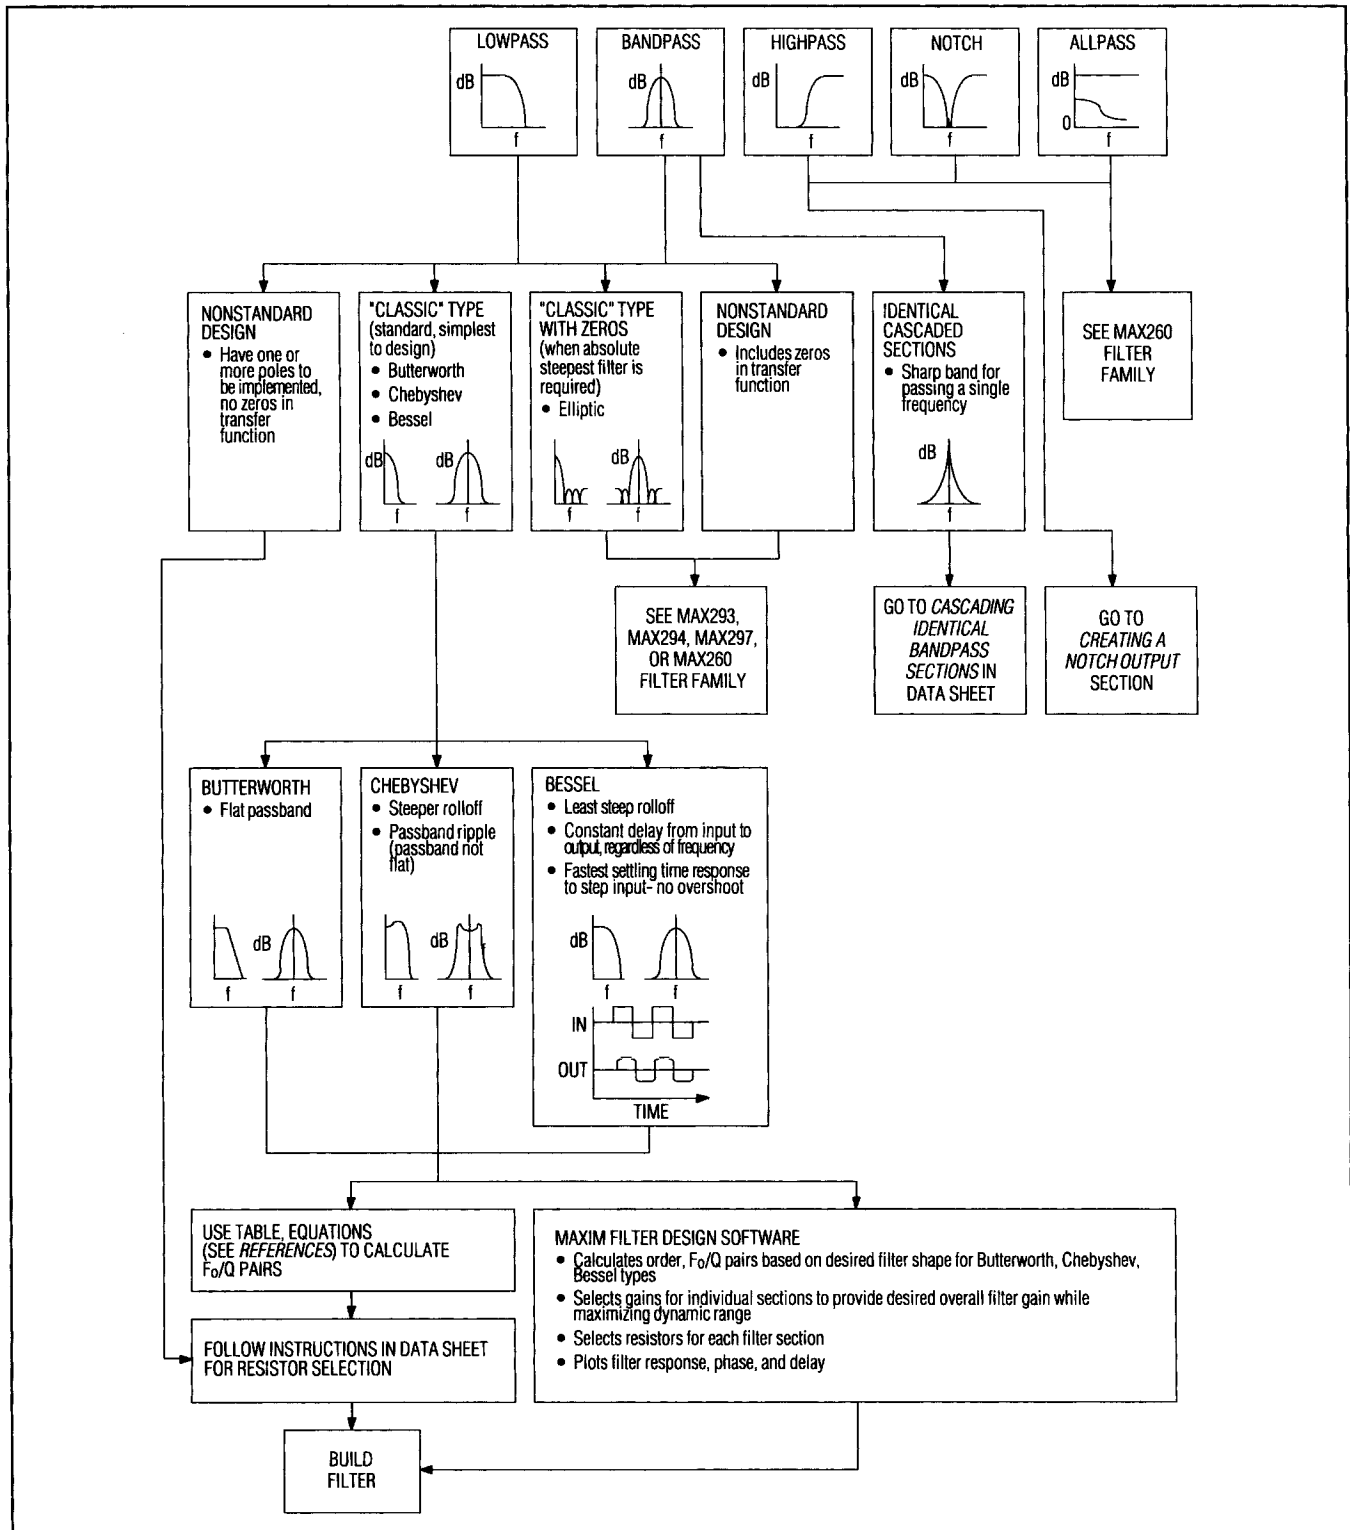 LOWPASS
dB
f
BANDPASS
dB
f
HIGHPASS
dB
f
NOTCH
dB
f
ALLPASS
dB
0
f
NONSTANDARD
DESIGN
• Have one or
more poles to
be implemented,
no zeros in
transfer
function
"CLASSIC" TYPE
(standard, simplest
to design)
• Butterworth
• Chebyshev
• Bessel
dB
f
dB
f
"CLASSIC" TYPE
WITH ZEROS
(when absolute
steepest filter is
required)
• Elliptic
f
dB
f
NONSTANDARD
DESIGN
• Includes zeros
in transfer
function
IDENTICAL
CASCADED
SECTIONS
• Sharp band for
passing a single
frequency
dB
f
SEE MAX260
FILTER
FAMILY
SEE MAX293,
MAX294, MAX297,
OR MAX260
FILTER FAMILY
GO TO CASCADING
IDENTICAL
BANDPASS
SECTIONS IN
DATA SHEET
GO TO
CREATING A
NOTCH OUTPUT
SECTION
BUTTERWORTH
• Flat passband
f
dB
f
CHEBYSHEV
• Steeper rolloff
• Passband ripple
(passband not
flat)
f
dB
f
BESSEL
• Least steep rolloff
• Constant delay from input to
output, regardless of frequency
• Fastest settling time response
to step input- no overshoot
dB
f
f
IN
OUT
TIME
USE TABLE, EQUATIONS
(SEE REFERENCES) TO CALCULATE
Fo/Q PAIRS
FOLLOW INSTRUCTIONS IN DATA SHEET
FOR RESISTOR SELECTION
MAXIM FILTER DESIGN SOFTWARE
• Calculates order, Fo/Q pairs based on desired filter shape for Butterworth, Chebyshev,
Bessel types
• Selects gains for individual sections to provide desired overall filter gain while
maximizing dynamic range
• Selects resistors for each filter section
• Plots filter response, phase, and delay
BUILD
FILTER